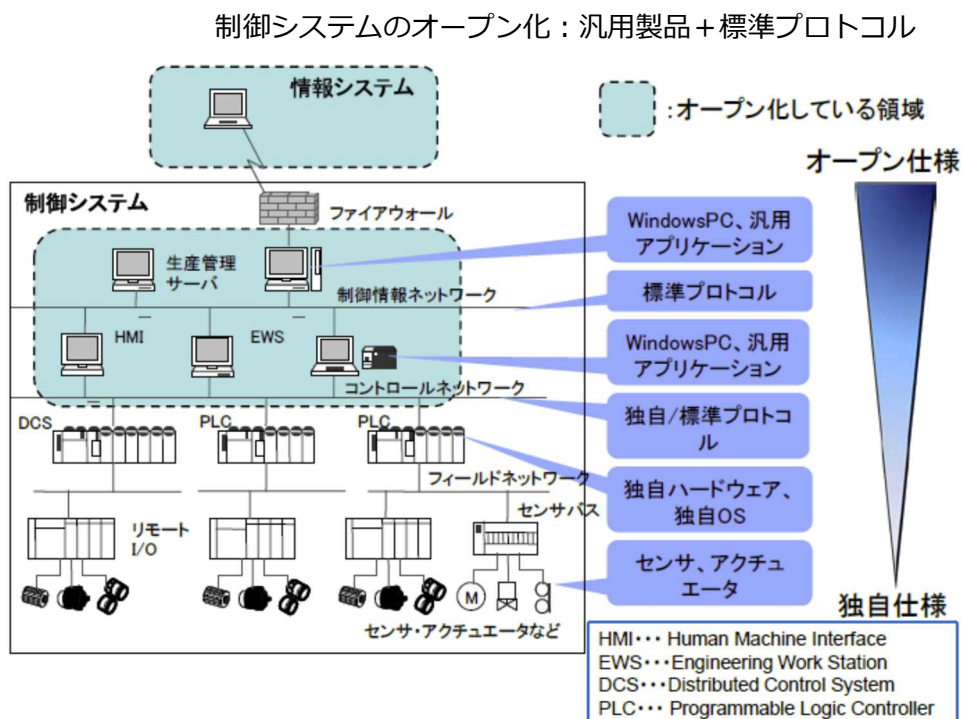 制御システムのオープン化：汎用製品＋標準プロトコル
情報システム
：オープン化している領域
オープン仕様
制御システム
ファイアウォール
WindowsPC、汎用
アプリケーション
生産管理
サーバ
制御情報ネットワーク
標準プロトコル
HMI
EWS
WindowsPC、汎用
アプリケーション
コントロールネットワーク
独自/標準プロトコ
ル
DCS
PLC
PLC
フィールドネットワーク
独自ハードウェア、
独自OS
センサバス
リモート
I/O
センサ、アクチュ
エータ
M
独自仕様
センサ・アクチュエータなど
HMI・・・ Human Machine Interface
EWS・・・Engineering Work Station
DCS・・・Distributed Control System
PLC・・・ Programmable Logic Controller